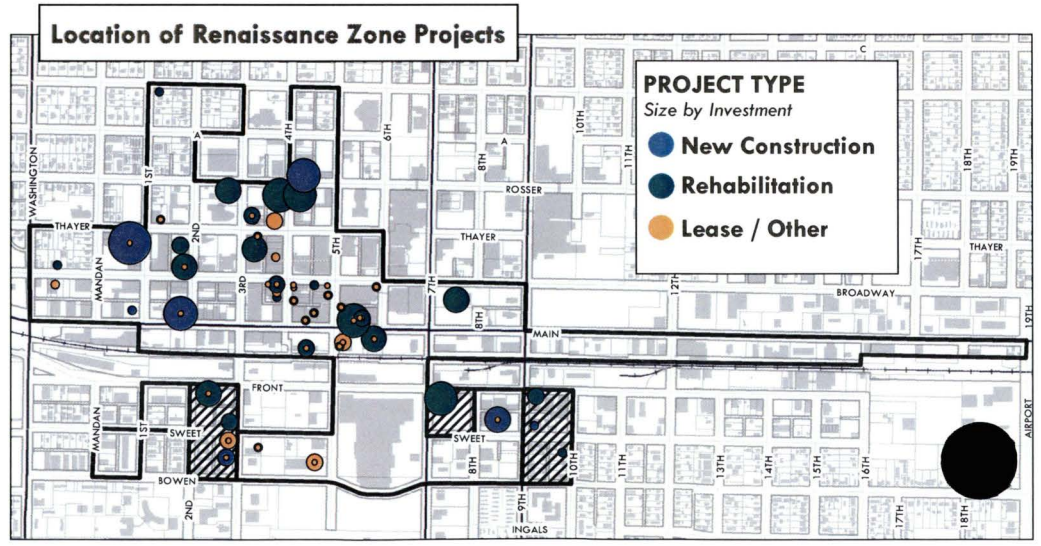 Location of Renaissance Zone Projects
C
PROJECT TYPE
Size by Investment
New Construction
Rehabilitation
Lease / Other
WASHINGTON
1ST
A
4TH
6TH
8TH
A
10TH
11TH
18TH
19TH
ROSSER
THAYER
2ND
5TH
THAYER
17TH
THAYER
MANDAN
3RD
7TH
8TH
12TH
BROADWAY
19TH
MAIN
FRONT
MANDAN
1ST
SWEET
SWEET
8TH
10TH
11TH
13TH
14TH
15TH
16TH
AIRPORT
BOWEN
2ND
9TH
INGALS
17TH
18TH